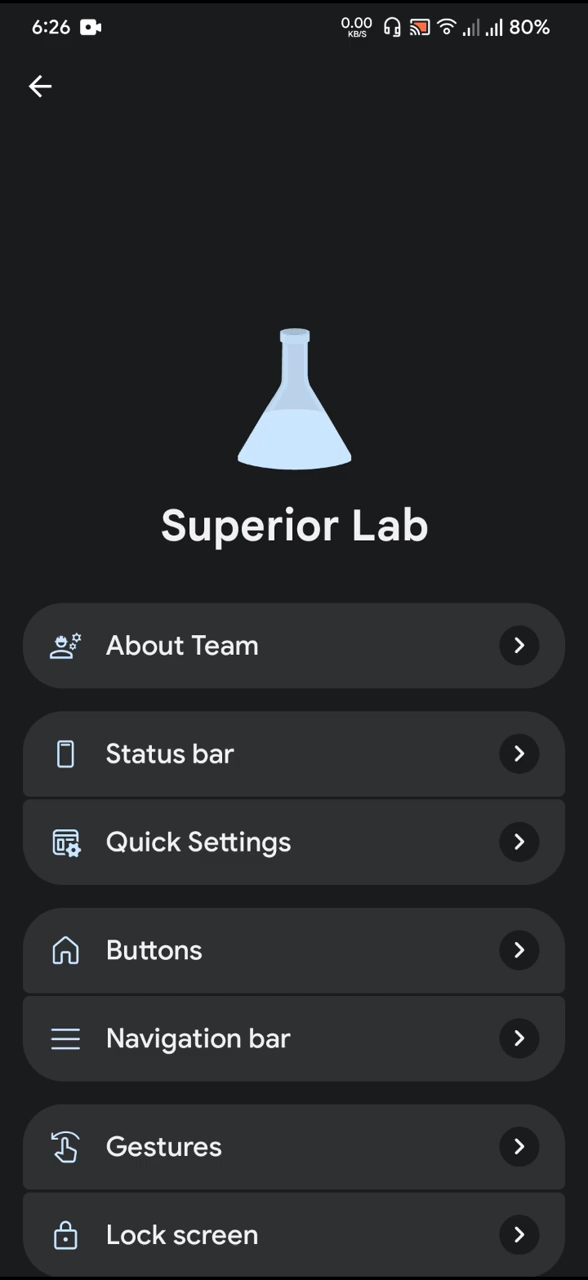 6:26 0.00 KB/S 80%
Superior Lab
About Team
Status bar
Quick Settings
Buttons
Navigation bar
Gestures
Lock screen